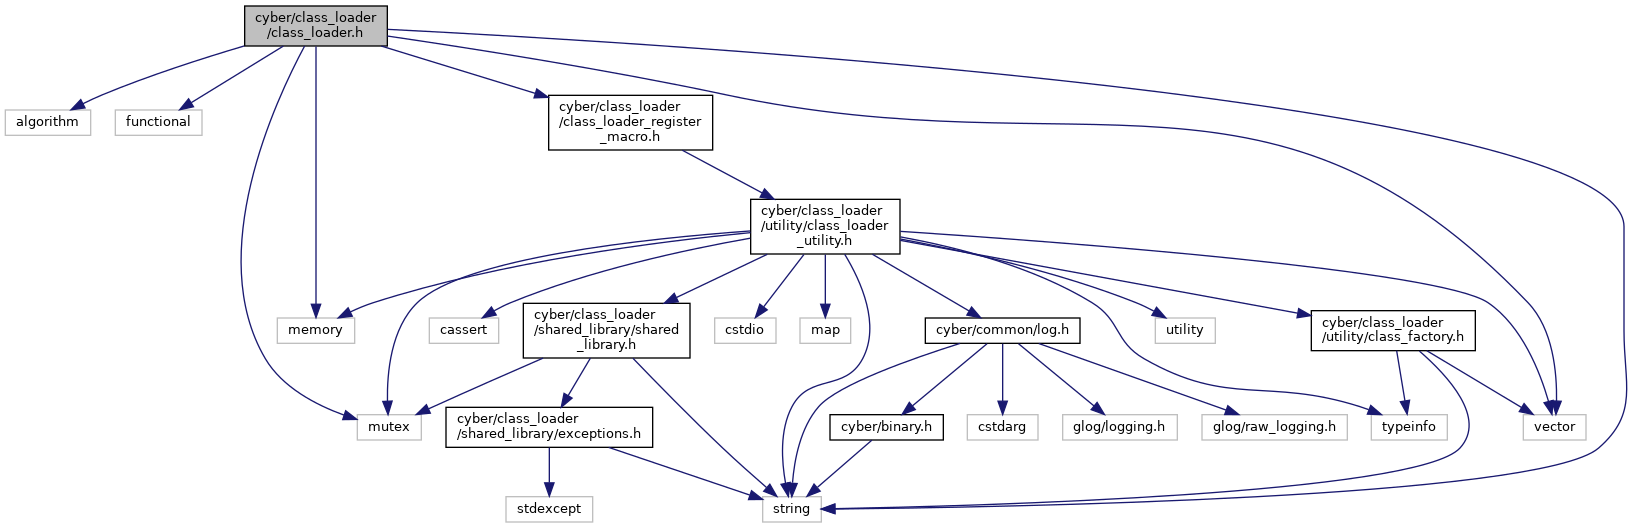 cyber/class_loader
/class_loader.h
algorithm
functional
cyber/class_loader
/class_loader_register
_macro.h
cyber/class_loader
/utility/class_loader
_utility.h
memory
cassert
cyber/class_loader
/shared_library/shared
_library.h
cstdio
map
cyber/common/log.h
utility
cyber/class_loader
/utility/class_factory.h
mutex
cyber/class_loader
/shared_library/exceptions.h
cyber/binary.h
cstdarg
glog/logging.h
glog/raw_logging.h
typeinfo
vector
stdexcept
string